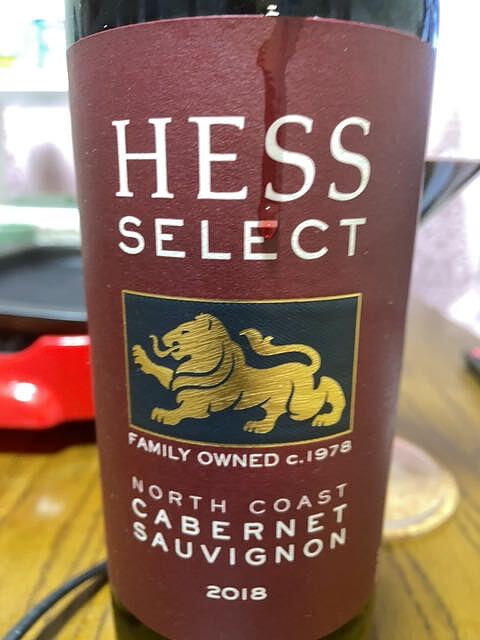 HESS
SELECT
FAMILY OWNED c.1978
NORTH COAST
CABERNET
SAUVIGNON
2018